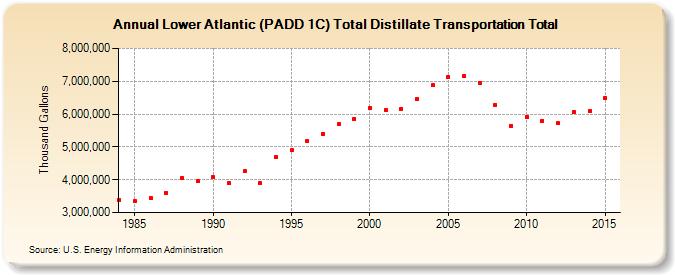 Annual Lower Atlantic (PADD 1C) Total Distillate Transportation Total
Thousand Gallons
8,000,000
7,000,000
6,000,000
5,000,000
4,000,000
3,000,000
1985 1990 1995 2000 2005 2010 2015
Source: U.S. Energy Information Administration